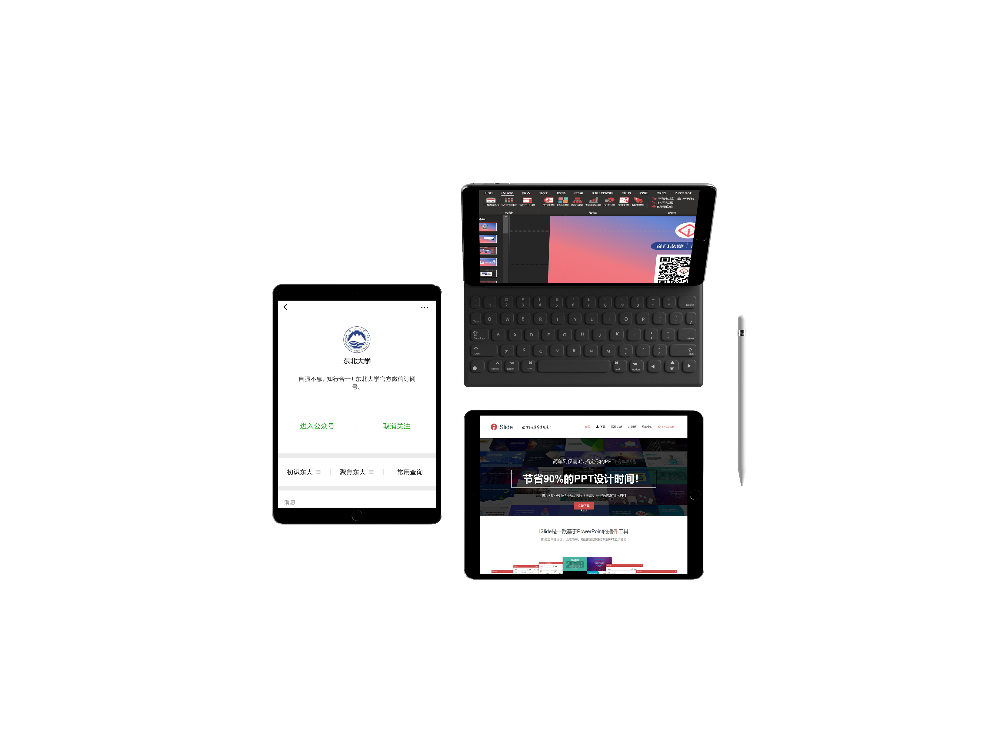 东北大学
NORTHEASTERN UNIVERSITY
1923
东北大学
自强不息，知行合一！东北大学官方微信订阅
号。
进入公众号 取消关注
初识东大 聚焦东大 常用查询
消息
开始 iSlide 插入 设计 切换 动画 幻灯片放映 审阅 视图 帮助 Acrobat
一键优化 设计排版 设计工具 主题库 色彩库 图示库 智能图表 图标库 图片库 插图库 平滑过渡 序列化
补间动画
时间缩放
设计 资源 动画
奇门杂肆 |
~ ! @ # $ % ^ & * ( ) — +
1 2 3 4 5 6 7 8 9 0 - = Delete
Tab Q W E R T Y U I O P { } |
[ ] /
Caps lock A S D F G H J K L : ; " ' return
Shift Z X C V B N M < , > . ? / Shift
control option cmd cmd option
iSlide 让PPT设计简单起来! 首页 下载 插件功能 企业版 帮助中心 ENGLISH
简单到仅需3步搞定你的PPT
节省90%的PPT设计时间！
18万+专业模板 / 图标 / 图示 / 图表，一键智能化导入PPT
立即下载
iSlide是一款基于PowerPoint的插件工具
即使您不懂设计，也能简单、高效的创建各类专业PPT演示文档
2018